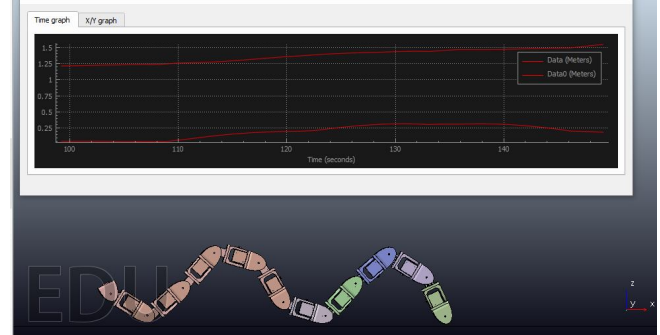 Time graph X/Y graph
1.5
1.25
1
0.75
0.5
0.25
Data (Meters)
Data0 (Meters)
100 110 120 130 140
Time (seconds)
EDU
z
y x